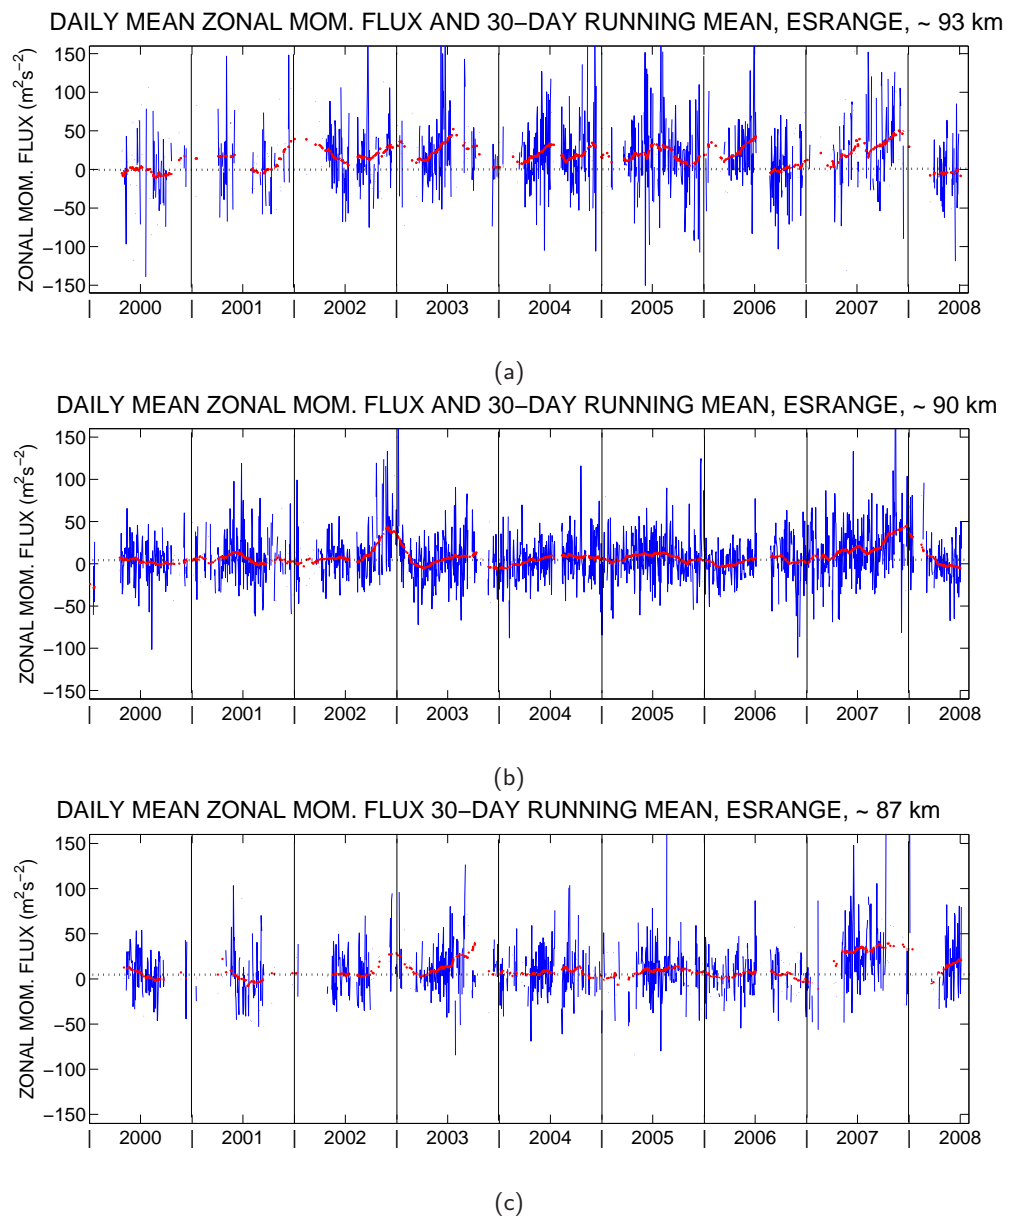 DAILY MEAN ZONAL MOM. FLUX AND 30−DAY RUNNING MEAN, ESRANGE, ~ 93 km
ZONAL MOM. FLUX (m²s⁻²)
150
100
50
0
−50
−100
−150
| 2000 | 2001 | 2002 | 2003 | 2004 | 2005 | 2006 | 2007 | 2008
(a)
DAILY MEAN ZONAL MOM. FLUX AND 30−DAY RUNNING MEAN, ESRANGE, ~ 90 km
ZONAL MOM. FLUX (m²s⁻²)
150
100
50
0
−50
−100
−150
| 2000 | 2001 | 2002 | 2003 | 2004 | 2005 | 2006 | 2007 | 2008
(b)
DAILY MEAN ZONAL MOM. FLUX 30−DAY RUNNING MEAN, ESRANGE, ~ 87 km
ZONAL MOM. FLUX (m²s⁻²)
150
100
50
0
−50
−100
−150
| 2000 | 2001 | 2002 | 2003 | 2004 | 2005 | 2006 | 2007 | 2008
(c)